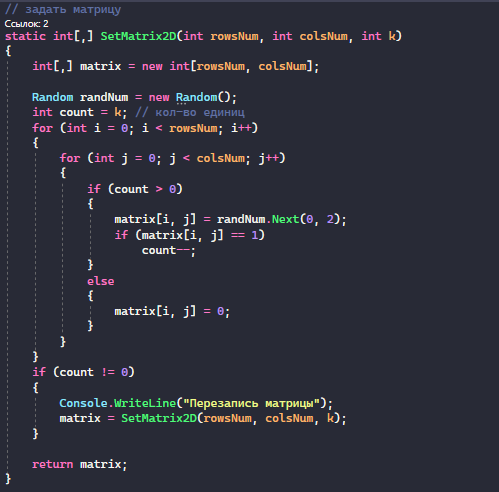 // задать матрицу
Ссылок: 2
static int[,] SetMatrix2D(int rowsNum, int colsNum, int k)
{
    int[,] matrix = new int[rowsNum, colsNum];

    Random randNum = new Random();
    int count = k; // кол-во единиц
    for (int i = 0; i < rowsNum; i++)
    {
        for (int j = 0; j < colsNum; j++)
        {
            if (count > 0)
            {
                matrix[i, j] = randNum.Next(0, 2);
                if (matrix[i, j] == 1)
                    count--;
            }
            else
            {
                matrix[i, j] = 0;
            }
        }
    }
    if (count != 0)
    {
        Console.WriteLine("Перезапись матрицы");
        matrix = SetMatrix2D(rowsNum, colsNum, k);
    }

    return matrix;
}